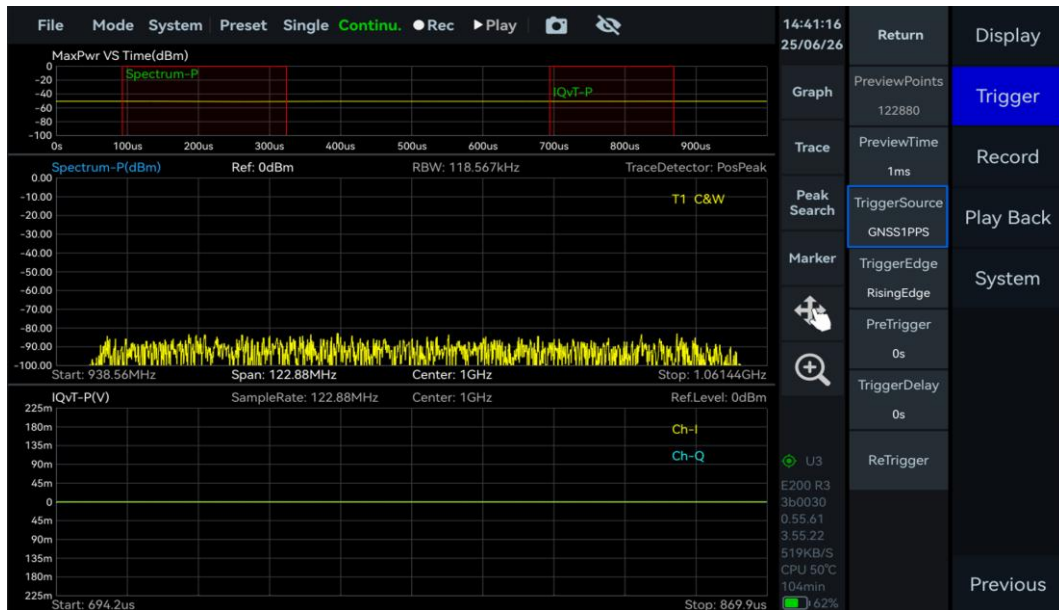 File Mode System Preset Single Continu. Rec Play
14:41:16
25/06/26
MaxPwr VS Time(dBm)
0
-20
-40
-60
-80
-100
Spectrum-P
IQvT-P
0s 100us 200us 300us 400us 500us 600us 700us 800us 900us
Spectrum-P(dBm) Ref: 0dBm RBW: 118.567kHz TraceDetector: PosPeak
0.00
-10.00
-20.00
-30.00
-40.00
-50.00
-60.00
-70.00
-80.00
-90.00
-100.00
T1 C&W
Start: 938.56MHz Span: 122.88MHz Center: 1GHz Stop: 1.06144GHz
IQvT-P(V) SampleRate: 122.88MHz Center: 1GHz Ref.Level: 0dBm
225m
180m
135m
90m
45m
0
45m
90m
135m
180m
225m
Ch-I
Ch-Q
Start: 694.2us Stop: 869.9us
Graph
Trace
Peak
Search
Marker
U3
E200 R3
3b0030
0.55.61
3.55.22
519KB/S
CPU 50℃
104min
62%
Return
PreviewPoints
122880
PreviewTime
1ms
TriggerSource
GNSS1PPS
TriggerEdge
RisingEdge
PreTrigger
0s
TriggerDelay
0s
ReTrigger
Display
Trigger
Record
Play Back
System
Previous